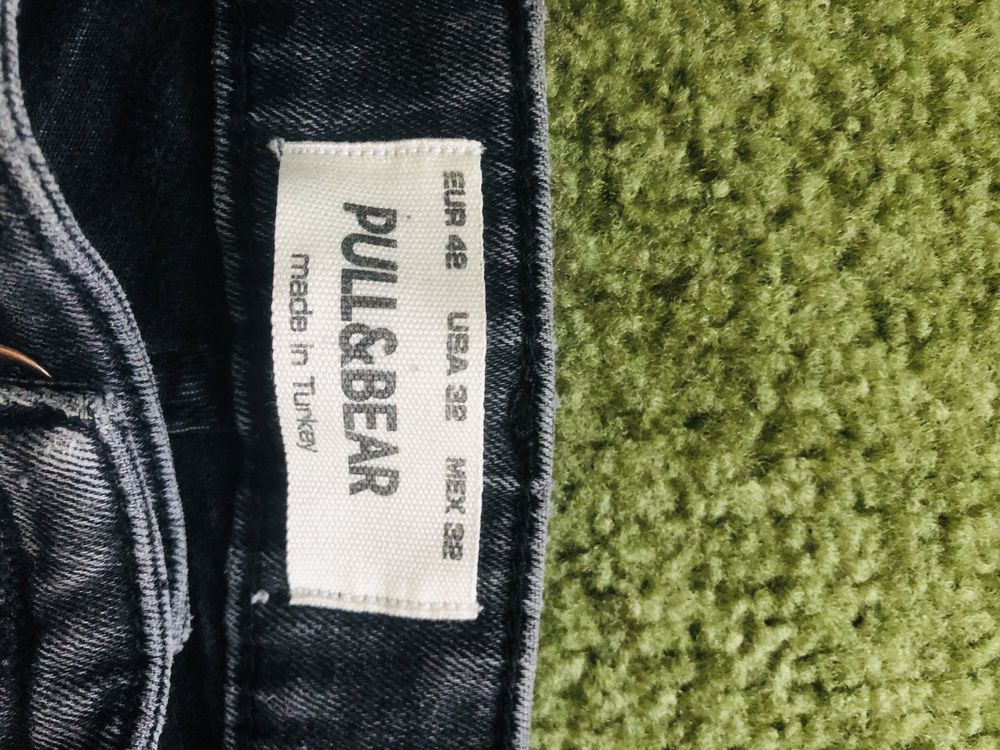 EUR 42 USA 32 MEX 32
PULL&BEAR
made in Turkey